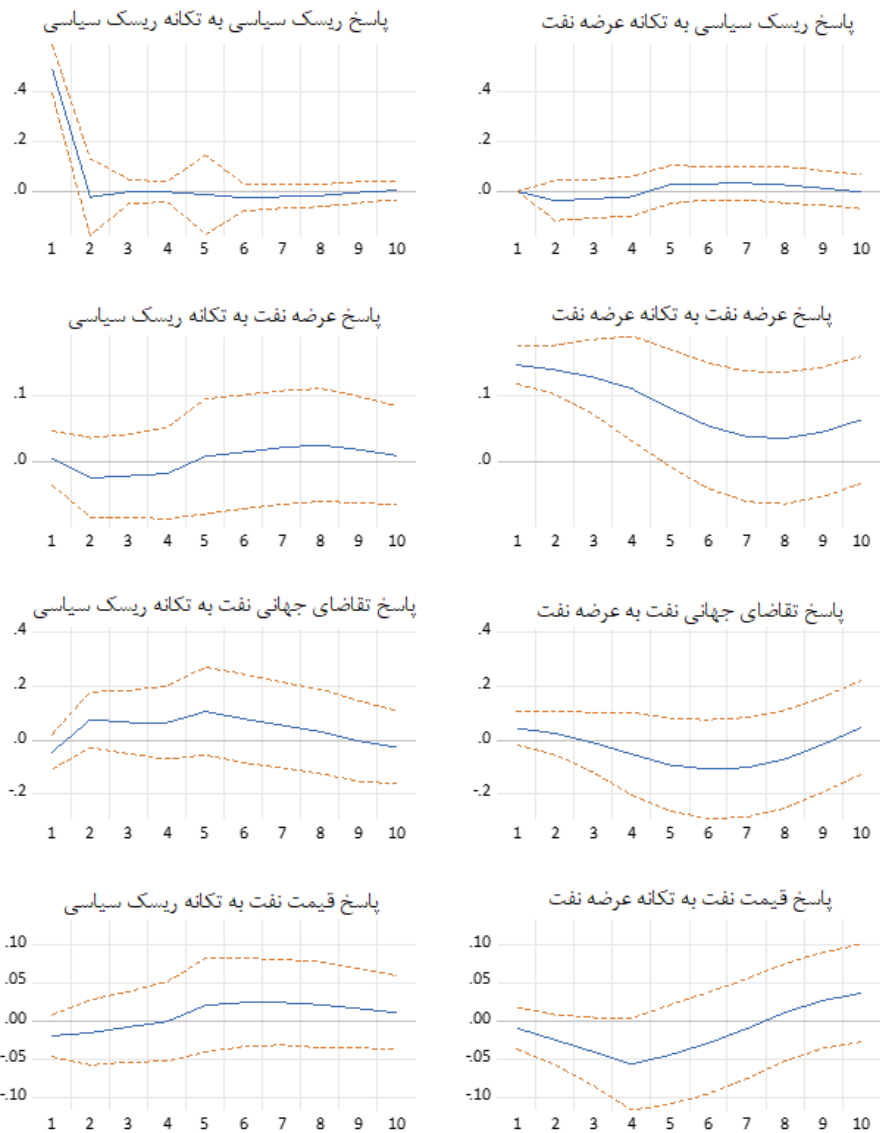 پاسخ ریسک سیاسی به تکانه ریسک سیاسی
.4
.2
.0
1 2 3 4 5 6 7 8 9 10
پاسخ ریسک سیاسی به تکانه عرضه نفت
.4
.2
.0
1 2 3 4 5 6 7 8 9 10
پاسخ عرضه نفت به تکانه ریسک سیاسی
.1
.0
1 2 3 4 5 6 7 8 9 10
پاسخ عرضه نفت به تکانه عرضه نفت
.1
.0
1 2 3 4 5 6 7 8 9 10
پاسخ تقاضای جهانی نفت به تکانه ریسک سیاسی
.4
.2
.0
-.2
1 2 3 4 5 6 7 8 9 10
پاسخ تقاضای جهانی نفت به عرضه نفت
.4
.2
.0
-.2
1 2 3 4 5 6 7 8 9 10
پاسخ قیمت نفت به تکانه ریسک سیاسی
.10
.05
.00
-.05
-.10
1 2 3 4 5 6 7 8 9 10
پاسخ قیمت نفت به تکانه عرضه نفت
.10
.05
.00
-.05
-.10
1 2 3 4 5 6 7 8 9 10